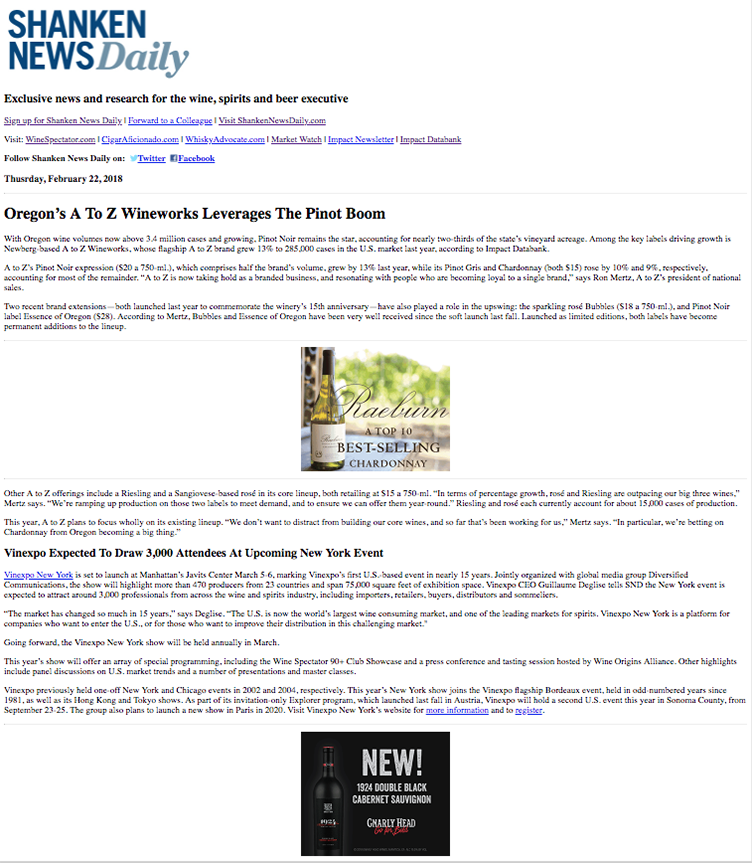 SHANKEN
NEWS Daily
Exclusive news and research for the wine, spirits and beer executive
Sign up for Shanken News Daily | Forward to a Colleague | Visit ShankenNewsDaily.com
Visit: WineSpectator.com | CigarAficionado.com | WhiskyAdvocate.com | Market Watch | Impact Newsletter | Impact Databank
Follow Shanken News Daily on: Twitter Facebook
Thusrday, February 22, 2018
Oregon's A To Z Wineworks Leverages The Pinot Boom
With Oregon wine volumes now above 3.4 million cases and growing, Pinot Noir remains the star, accounting for nearly two-thirds of the state's vineyard acreage. Among the key labels driving growth is
Newberg-based A to Z Wineworks, whose flagship A to Z brand grew 13% to 285,000 cases in the U.S. market last year, according to Impact Databank.
A to Z's Pinot Noir expression ($20 a 750-ml.), which comprises half the brand's volume, grew by 13% last year, while its Pinot Gris and Chardonnay (both $15) rose by 10% and 9%, respectively,
accounting for most of the remainder. "A to Z is now taking hold as a branded business, and resonating with people who are becoming loyal to a single brand," says Ron Mertz, A to Z's president of national
sales.
Two recent brand extensions—both launched last year to commemorate the winery's 15th anniversary—have also played a role in the upswing: the sparkling rosé Bubbles ($18 a 750-ml.), and Pinot Noir
label Essence of Oregon ($28). According to Mertz, Bubbles and Essence of Oregon have been very well received since the soft launch last fall. Launched as limited editions, both labels have become
permanent additions to the lineup.
Raeburn
A TOP 10
BEST-SELLING
CHARDONNAY
Raeburn
Other A to Z offerings include a Riesling and a Sangiovese-based rosé in its core lineup, both retailing at $15 a 750-ml. "In terms of percentage growth, rosé and Riesling are outpacing our big three wines,"
Mertz says. "We're ramping up production on those two labels to meet demand, and to ensure we can offer them year-round." Riesling and rosé each currently account for about 15,000 cases of production.
This year, A to Z plans to focus wholly on its existing lineup. "We don't want to distract from building our core wines, and so far that's been working for us," Mertz says. "In particular, we're betting on
Chardonnay from Oregon becoming a big thing."
Vinexpo Expected To Draw 3,000 Attendees At Upcoming New York Event
Vinexpo New York is set to launch at Manhattan's Javits Center March 5-6, marking Vinexpo's first U.S.-based event in nearly 15 years. Jointly organized with global media group Diversified
Communications, the show will highlight more than 470 producers from 23 countries and span 75,000 square feet of exhibition space. Vinexpo CEO Guillaume Deglise tells SND the New York event is
expected to attract around 3,000 professionals from across the wine and spirits industry, including importers, retailers, buyers, distributors and sommeliers.
"The market has changed so much in 15 years," says Deglise. "The U.S. is now the world's largest wine consuming market, and one of the leading markets for spirits. Vinexpo New York is a platform for
companies who want to enter the U.S., or for those who want to improve their distribution in this challenging market."
Going forward, the Vinexpo New York show will be held annually in March.
This year's show will offer an array of special programming, including the Wine Spectator 90+ Club Showcase and a press conference and tasting session hosted by Wine Origins Alliance. Other highlights
include panel discussions on U.S. market trends and a number of presentations and master classes.
Vinexpo previously held one-off New York and Chicago events in 2002 and 2004, respectively. This year's New York show joins the Vinexpo flagship Bordeaux event, held in odd-numbered years since
1981, as well as its Hong Kong and Tokyo shows. As part of its invitation-only Explorer program, which launched last fall in Austria, Vinexpo will hold a second U.S. event this year in Sonoma County, from
September 23-25. The group also plans to launch a new show in Paris in 2020. Visit Vinexpo New York's website for more information and to register.
NEW!
1924 DOUBLE BLACK
CABERNET SAUVIGNON
GNARLY HEAD
Go for Bold